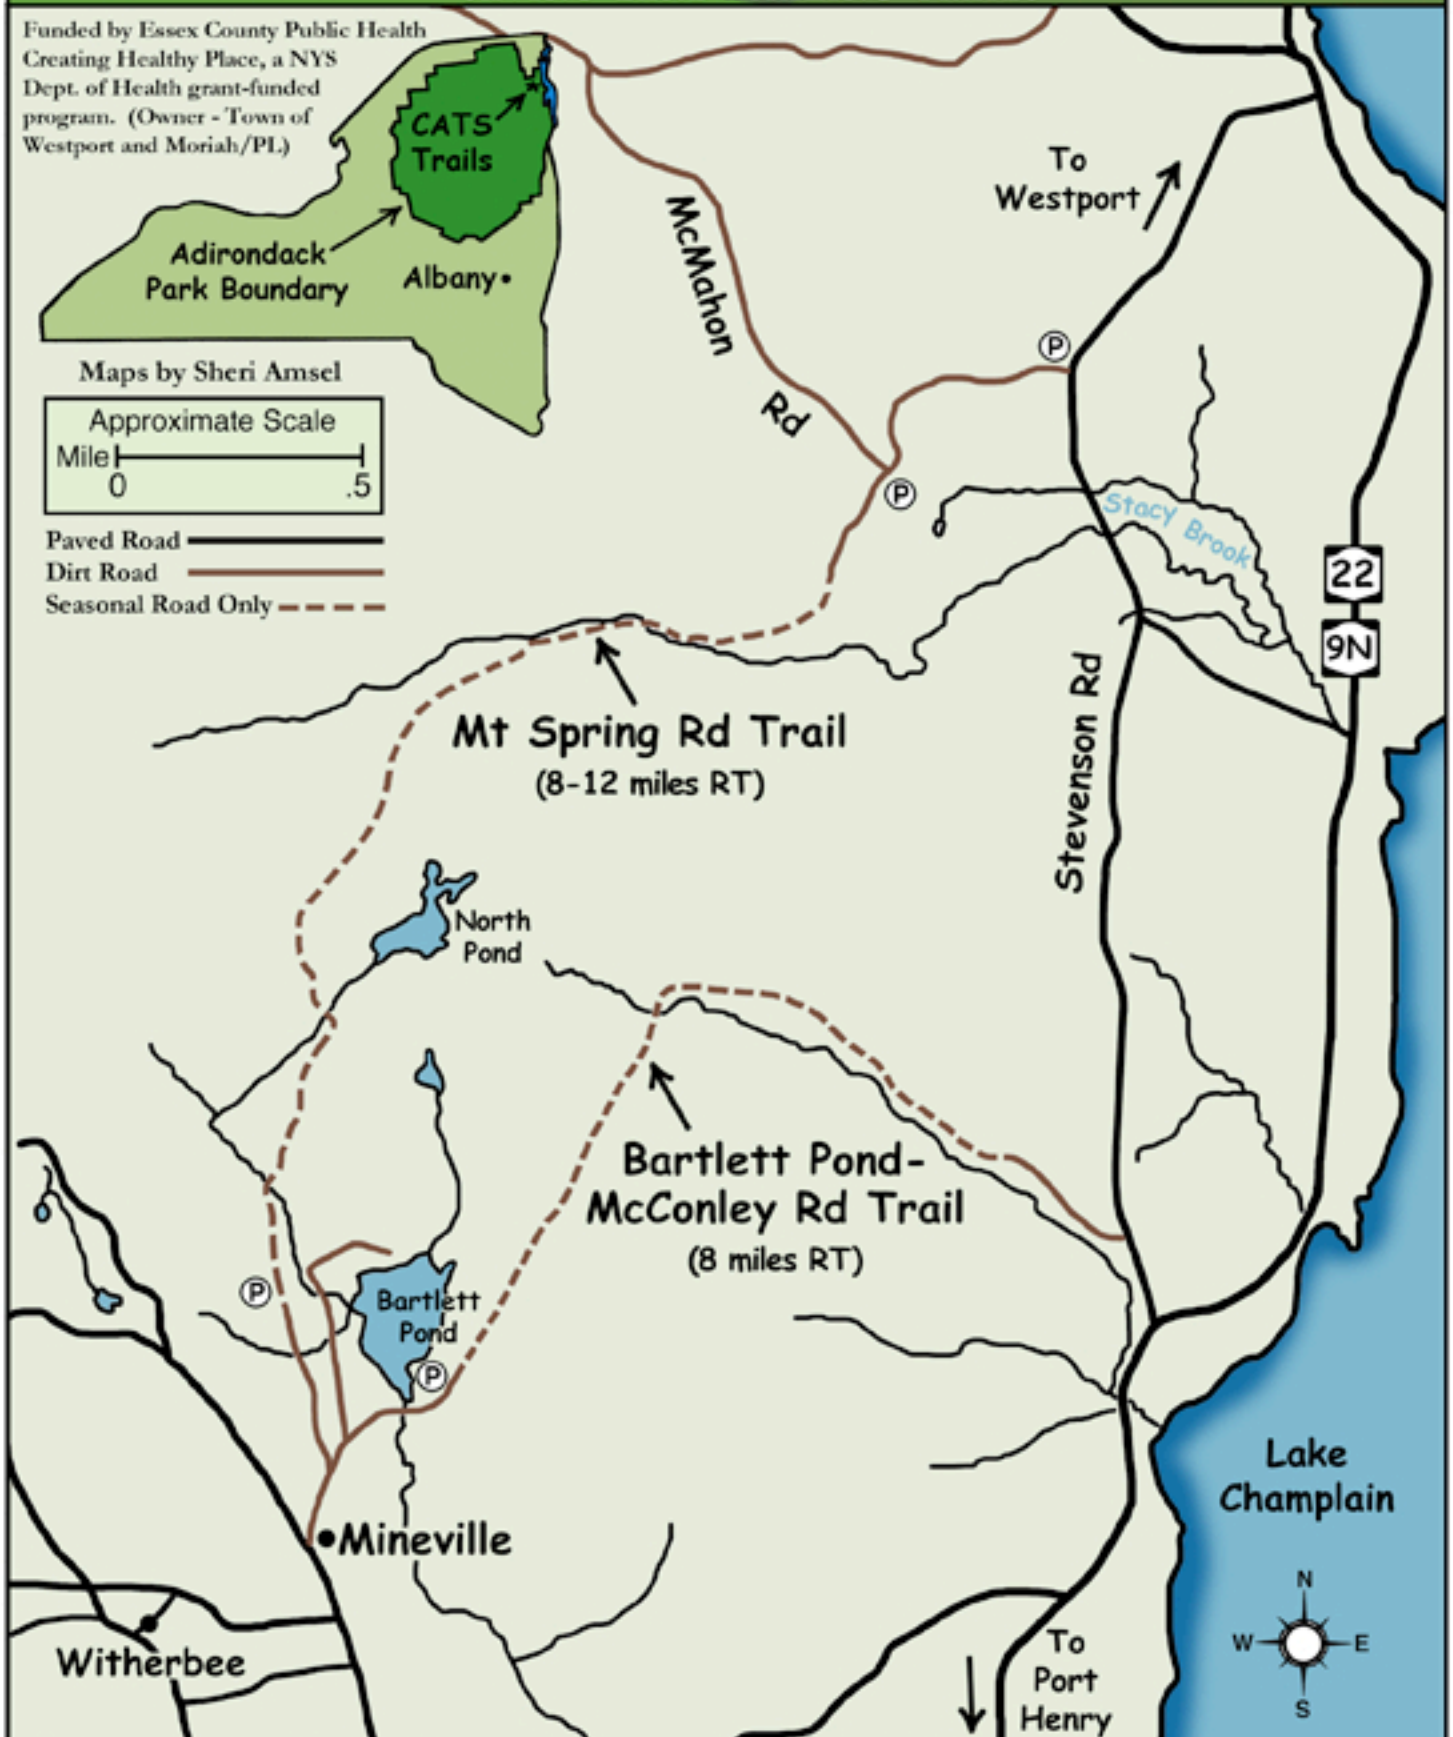 Funded by Essex County Public Health
Creating Healthy Place, a NYS
Dept. of Health grant-funded
program. (Owner - Town of
Westport and Moriah/PL)
CATS
Trails
Adirondack
Park Boundary
Albany
Maps by Sheri Amsel
Approximate Scale
Mile
0 .5
Paved Road
Dirt Road
Seasonal Road Only
McMahon
Rd
To
Westport
P
P
Stacy Brook
22
9N
Mt Spring Rd Trail
(8-12 miles RT)
Stevenson Rd
North
Pond
Bartlett Pond-
McConley Rd Trail
(8 miles RT)
P
Bartlett
Pond
P
Mineville
Witherbee
Lake
Champlain
N
W E
S
To
Port
Henry